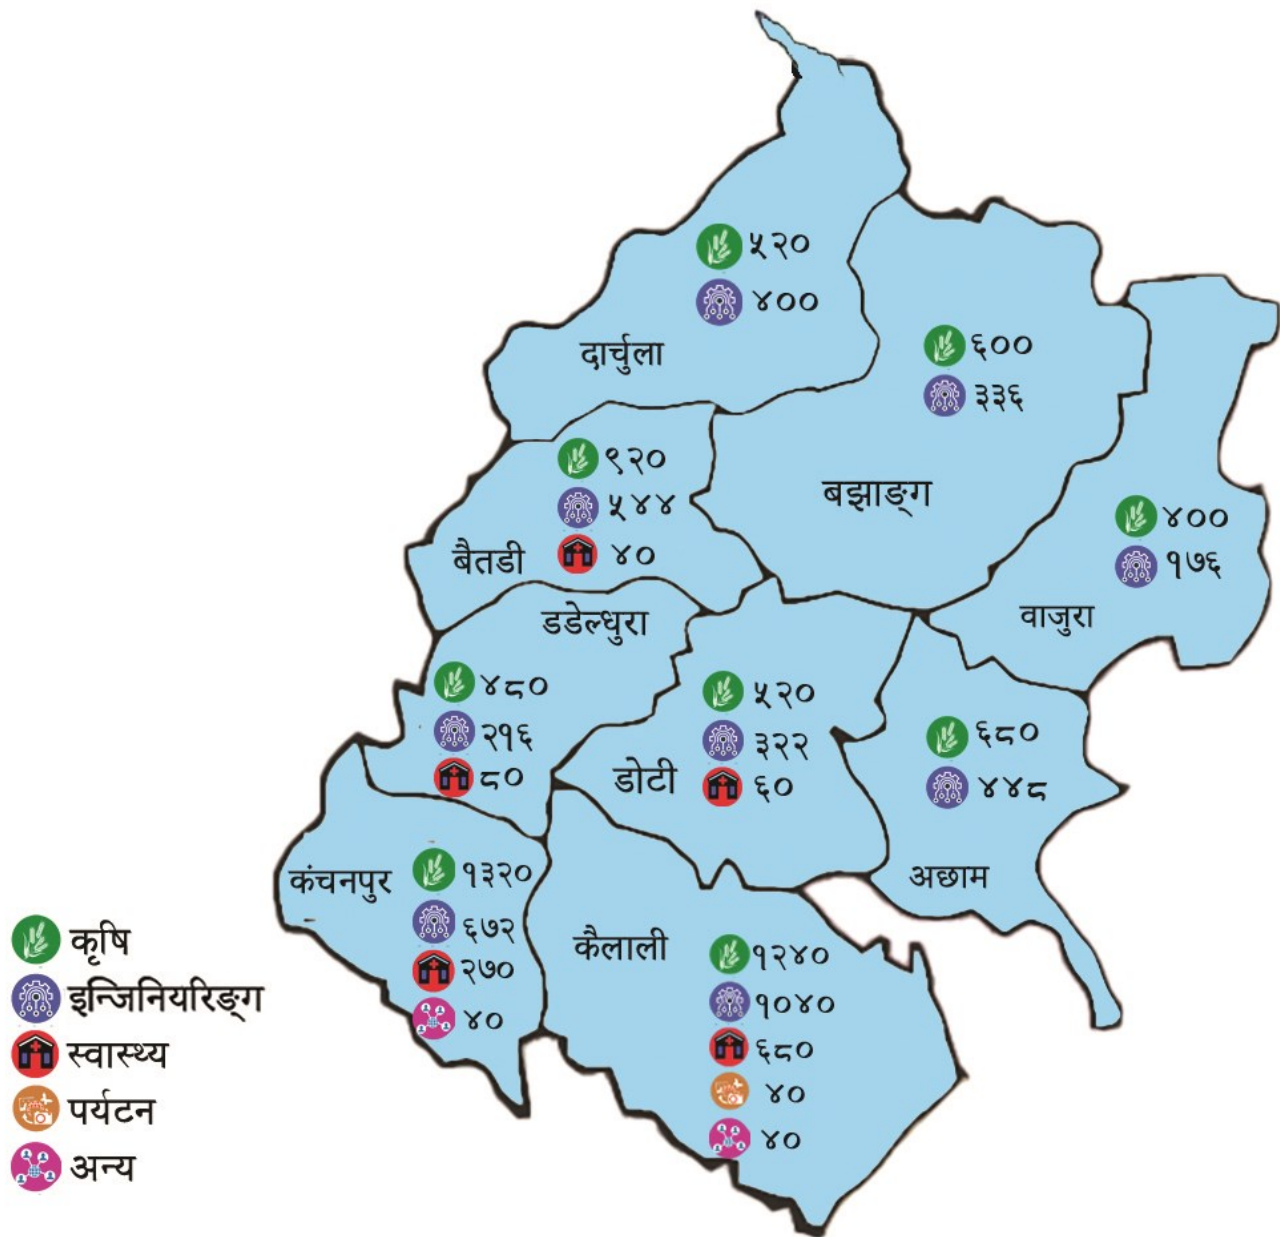 ५२०
४००
दार्चुला
६००
३३६
बझाङ्ग
९२०
५४४
४०
बैतडी
४००
१७६
वाजुरा
डडेल्धुरा
४८०
२१६
८०
५२०
३२२
६०
डोटी
६८०
४४८
अछाम
कंचनपुर
१३२०
६७२
२७०
४०
कैलाली
१२४०
१०४०
६८०
४०
४०
कृषि
इन्जिनियरिङ्ग
स्वास्थ्य
पर्यटन
अन्य